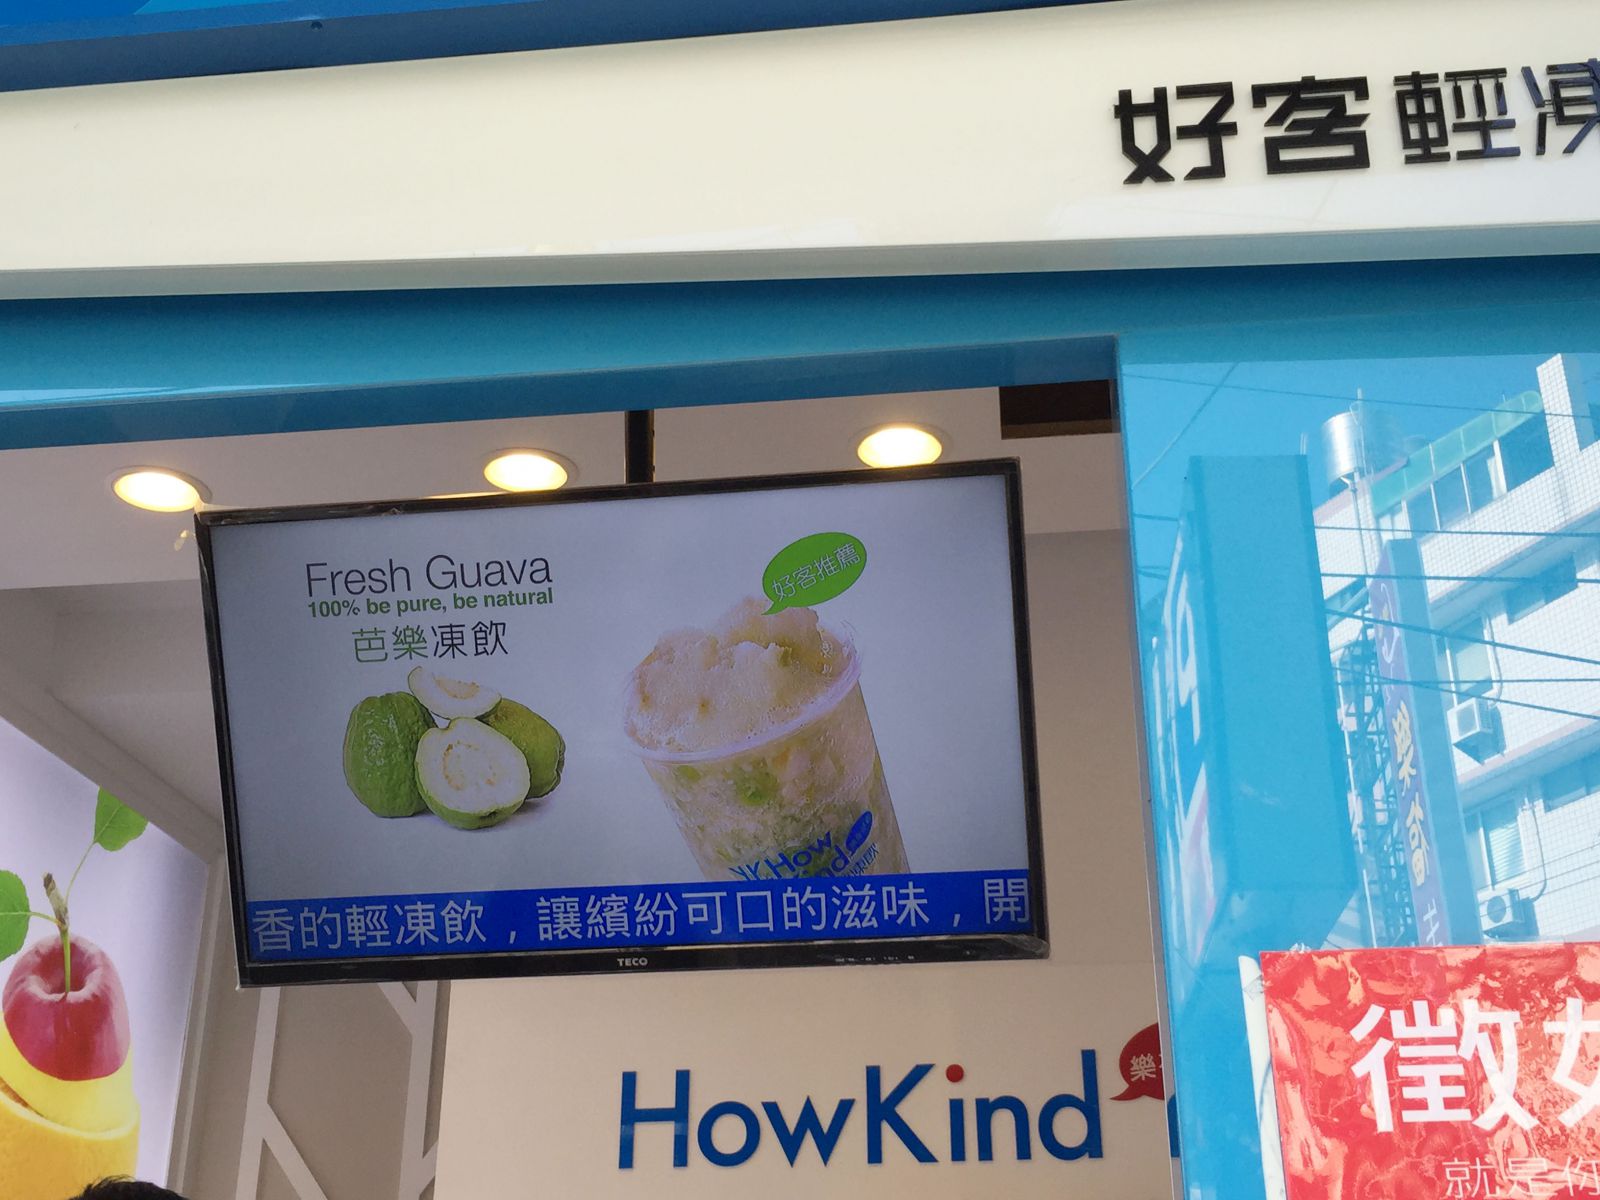 好客輕凍
Fresh Guava
100% be pure, be natural
芭樂凍飲
好客推薦
How
香的輕凍飲，讓繽紛可口的滋味，開
TECO
HowKind
樂
徵
就是你